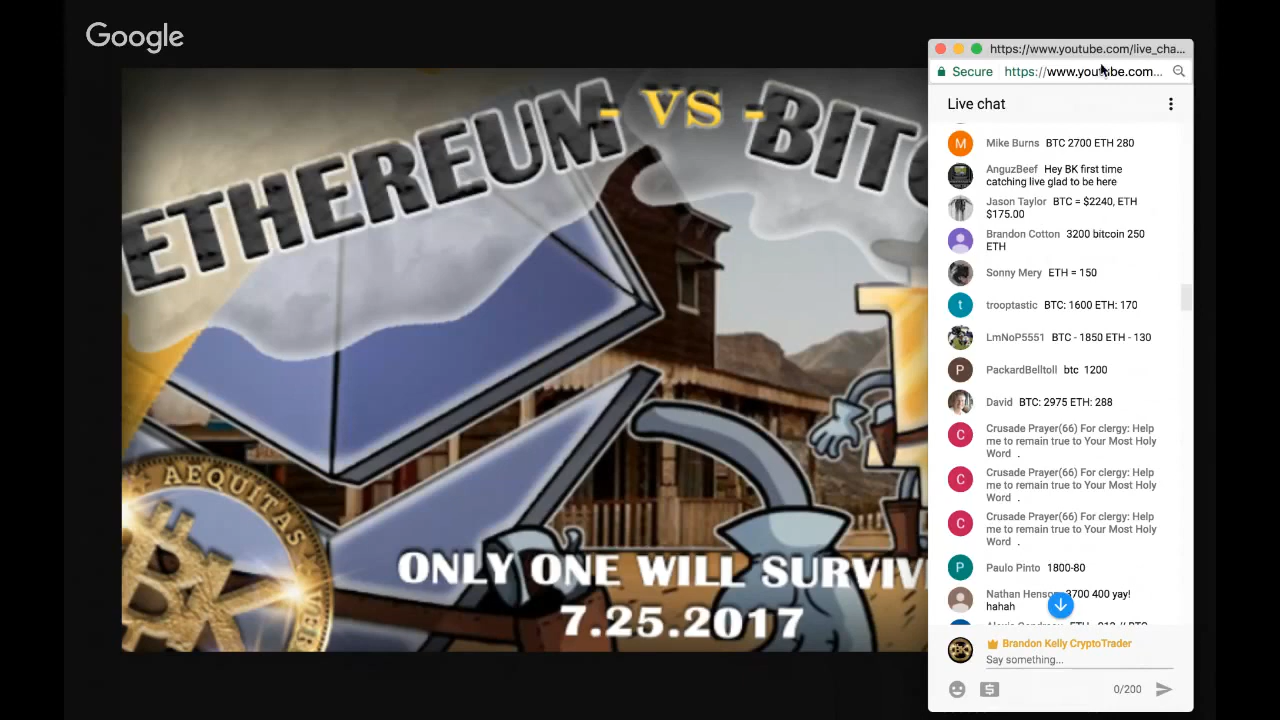 Google
ETHEREUM
- VS -
BITC
AEQUITAS
BK
ONLY ONE WILL SURVIV
7.25.2017
https://www.youtube.com/live_cha...
Secure https://www.youtube.com...
Live chat
Mike Burns BTC 2700 ETH 280
AnguzBeef Hey BK first time
catching live glad to be here
Jason Taylor BTC = $2240, ETH
$175.00
Brandon Cotton 3200 bitcoin 250
ETH
Sonny Mery ETH = 150
t
trooptastic BTC: 1600 ETH: 170
LmNoP5551 BTC - 1850 ETH - 130
P
PackardBelltoll btc 1200
David BTC: 2975 ETH: 288
C
Crusade Prayer(66) For clergy: Help
me to remain true to Your Most Holy
Word .
C
Crusade Prayer(66) For clergy: Help
me to remain true to Your Most Holy
Word .
C
Crusade Prayer(66) For clergy: Help
me to remain true to Your Most Holy
Word .
P
Paulo Pinto 1800-80
Nathan Henso 3700 400 yay!
hahah
Brandon Kelly CryptoTrader
Say something...
0/200